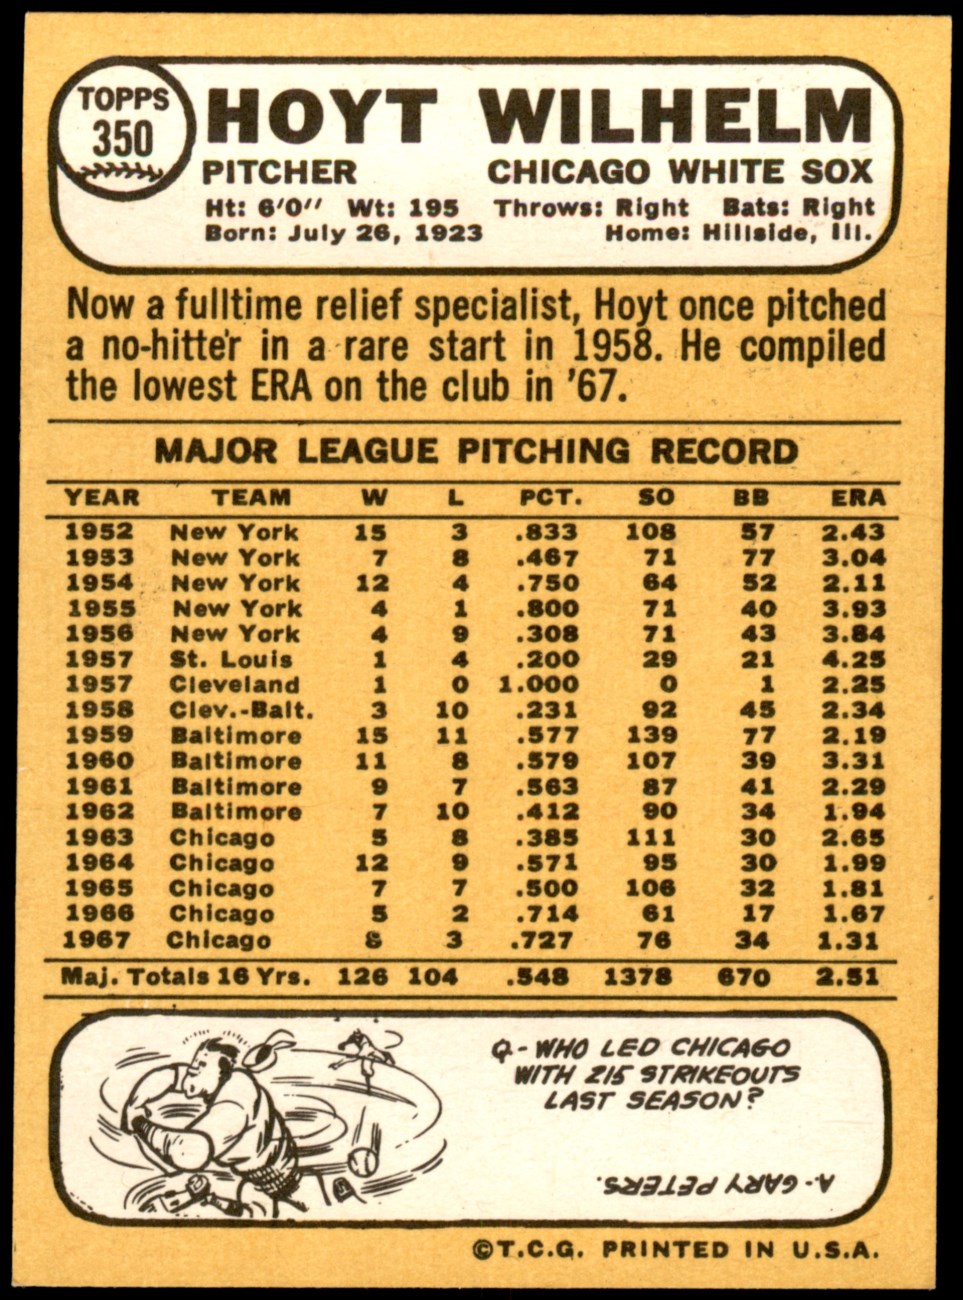 TOPPS
350
HOYT WILHELM
PITCHER CHICAGO WHITE SOX
Ht: 6'0" Wt: 195 Throws: Right Bats: Right
Born: July 26, 1923 Home: Hillside, Ill.
Now a fulltime relief specialist, Hoyt once pitched
a no-hitter in a rare start in 1958. He compiled
the lowest ERA on the club in '67.
MAJOR LEAGUE PITCHING RECORD
YEAR TEAM W L PCT. SO BB ERA
1952 New York 15 3 .833 108 57 2.43
1953 New York 7 8 .467 71 77 3.04
1954 New York 12 4 .750 64 52 2.11
1955 New York 4 1 .800 71 40 3.93
1956 New York 4 9 .308 71 43 3.84
1957 St. Louis 1 4 .200 29 21 4.25
1957 Cleveland 1 0 1.000 0 1 2.25
1958 Clev.-Balt. 3 10 .231 92 45 2.34
1959 Baltimore 15 11 .577 139 77 2.19
1960 Baltimore 11 8 .579 107 39 3.31
1961 Baltimore 9 7 .563 87 41 2.29
1962 Baltimore 7 10 .412 90 34 1.94
1963 Chicago 5 8 .385 111 30 2.65
1964 Chicago 12 9 .571 95 30 1.99
1965 Chicago 7 7 .500 106 32 1.81
1966 Chicago 5 2 .714 61 17 1.67
1967 Chicago 8 3 .727 76 34 1.31
Maj. Totals 16 Yrs. 126 104 .548 1378 670 2.51
Q- WHO LED CHICAGO
WITH 215 STRIKEOUTS
LAST SEASON?
A- GARY PETERS.
©T.C.G. PRINTED IN U.S.A.